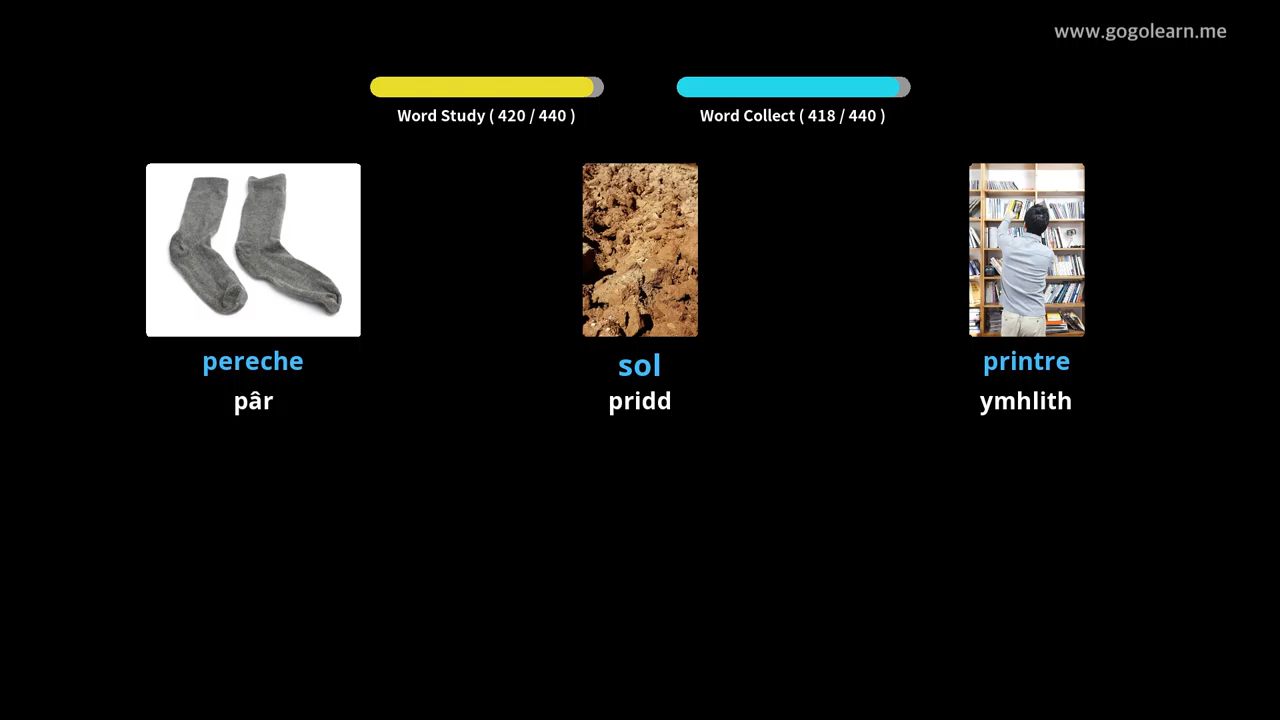 www.gogolearn.me
Word Study ( 420 / 440 )
Word Collect ( 418 / 440 )
pereche
pâr
sol
pridd
printre
ymhlith